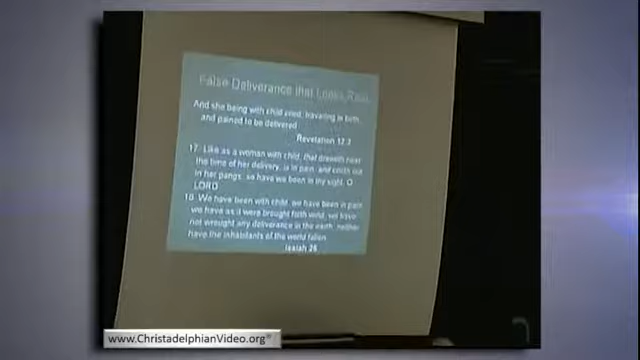 False Deliverance that Looks Real
And she being with child cried, travailing in birth,
and pained to be delivered
Revelation 12:2
17 Like as a woman with child, that draweth near
the time of her delivery, is in pain, and crieth out
in her pangs; so have we been in thy sight, O
LORD
18 We have been with child, we have been in pain
we have as it were brought forth wind; we have
not wrought any deliverance in the earth; neither
have the inhabitants of the world fallen
Isaiah 26
www.ChristadelphianVideo.org